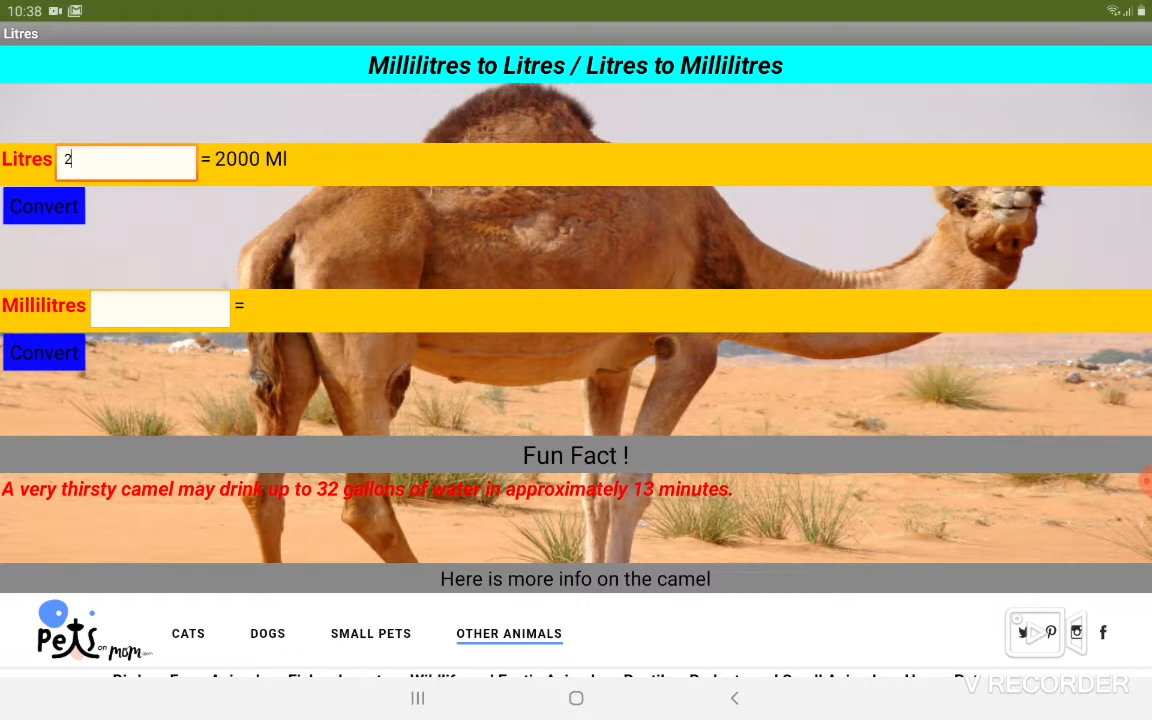 10:38
Litres
Millilitres to Litres / Litres to Millilitres
Litres 2 = 2000 Ml
Convert
Millilitres =
Convert
Fun Fact !
A very thirsty camel may drink up to 32 gallons of water in approximately 13 minutes.
Here is more info on the camel
Pets on mom.com CATS DOGS SMALL PETS OTHER ANIMALS
V RECORDER